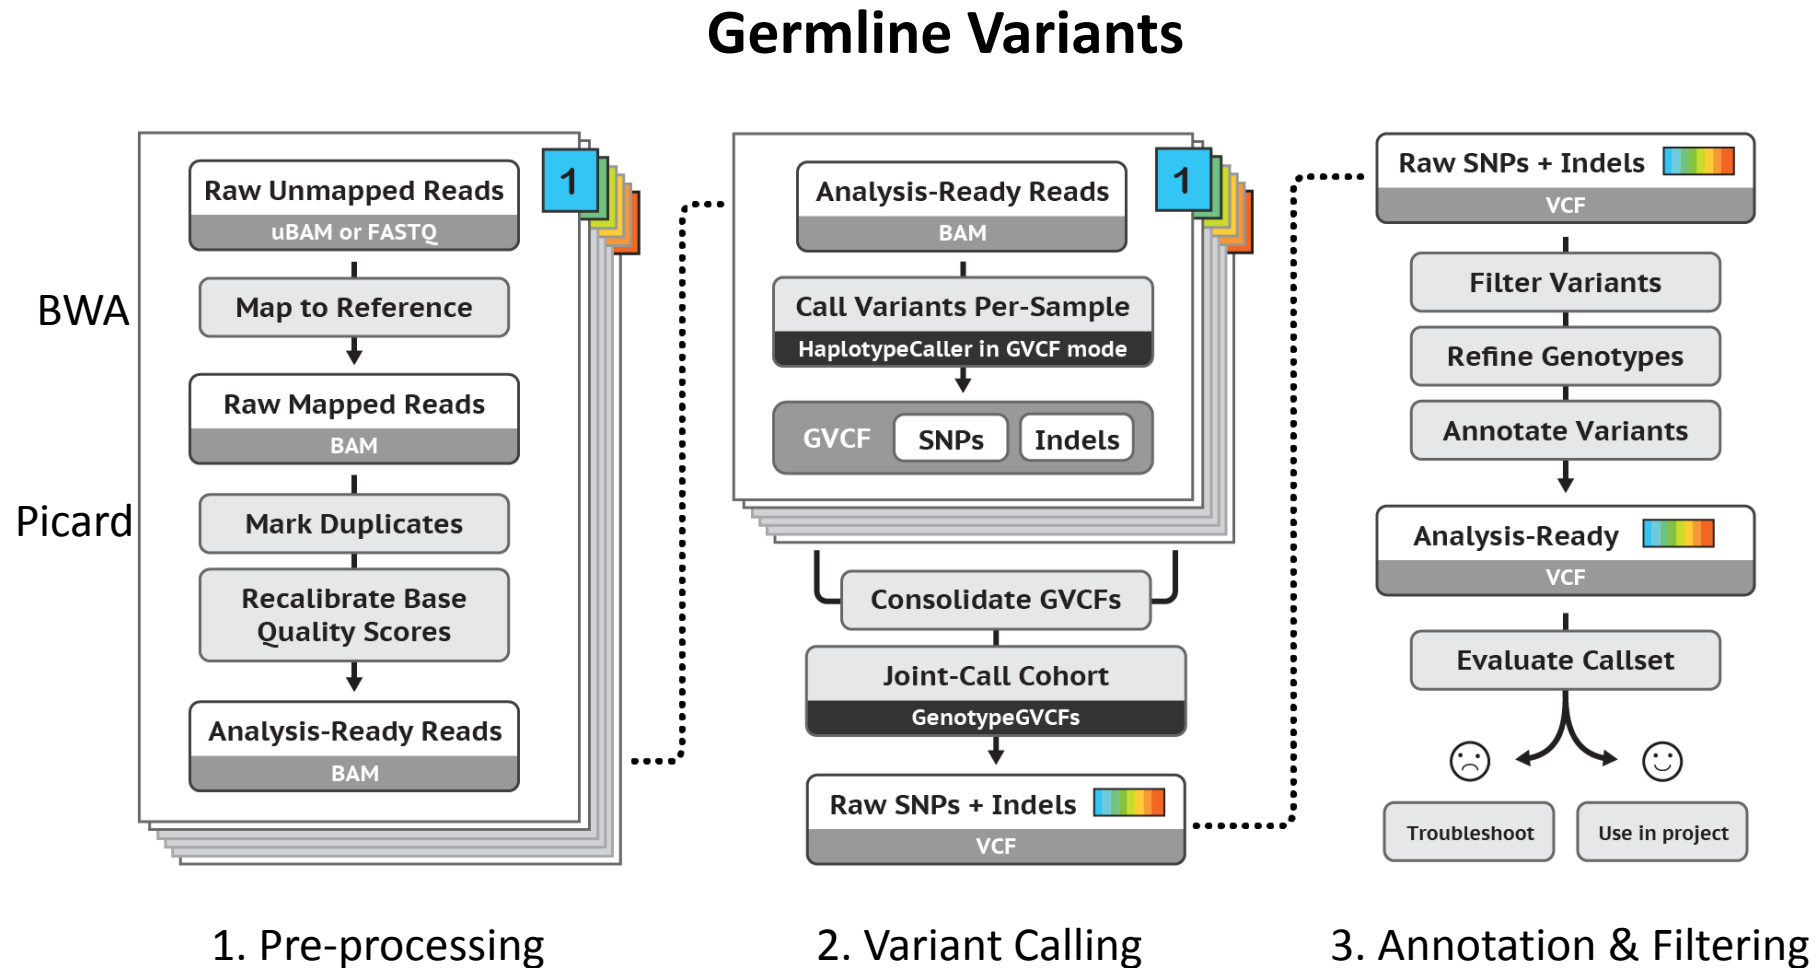 Germline Variants
1
Raw Unmapped Reads
uBAM or FASTQ
BWA
Map to Reference
Raw Mapped Reads
BAM
Picard
Mark Duplicates
Recalibrate Base
Quality Scores
Analysis-Ready Reads
BAM
1. Pre-processing
1
Analysis-Ready Reads
BAM
Call Variants Per-Sample
HaplotypeCaller in GVCF mode
GVCF SNPs Indels
Consolidate GVCFs
Joint-Call Cohort
GenotypeGVCFs
Raw SNPs + Indels
VCF
2. Variant Calling
Raw SNPs + Indels
VCF
Filter Variants
Refine Genotypes
Annotate Variants
Analysis-Ready
VCF
Evaluate Callset
Troubleshoot
Use in project
3. Annotation & Filtering